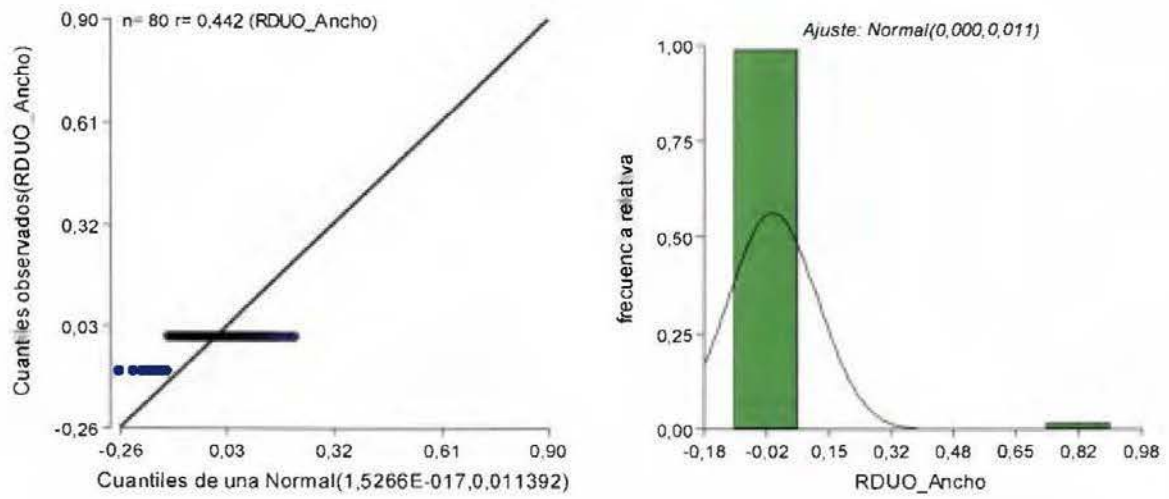 n= 80 r= 0,442 (RDUO_Ancho)
Cuantiles observados(RDUO_Ancho)
0,90
0,61
0,32
0,03
-0,26
-0,26 0,03 0,32 0,61 0,90
Cuantiles de una Normal(1,5266E-017,0,011392)
Ajuste: Normal(0,000,0,011)
frecuenc a relativa
1,00
0,75
0,50
0,25
0,00
-0,18 -0,02 0,15 0,32 0,48 0,65 0,82 0,98
RDUO_Ancho